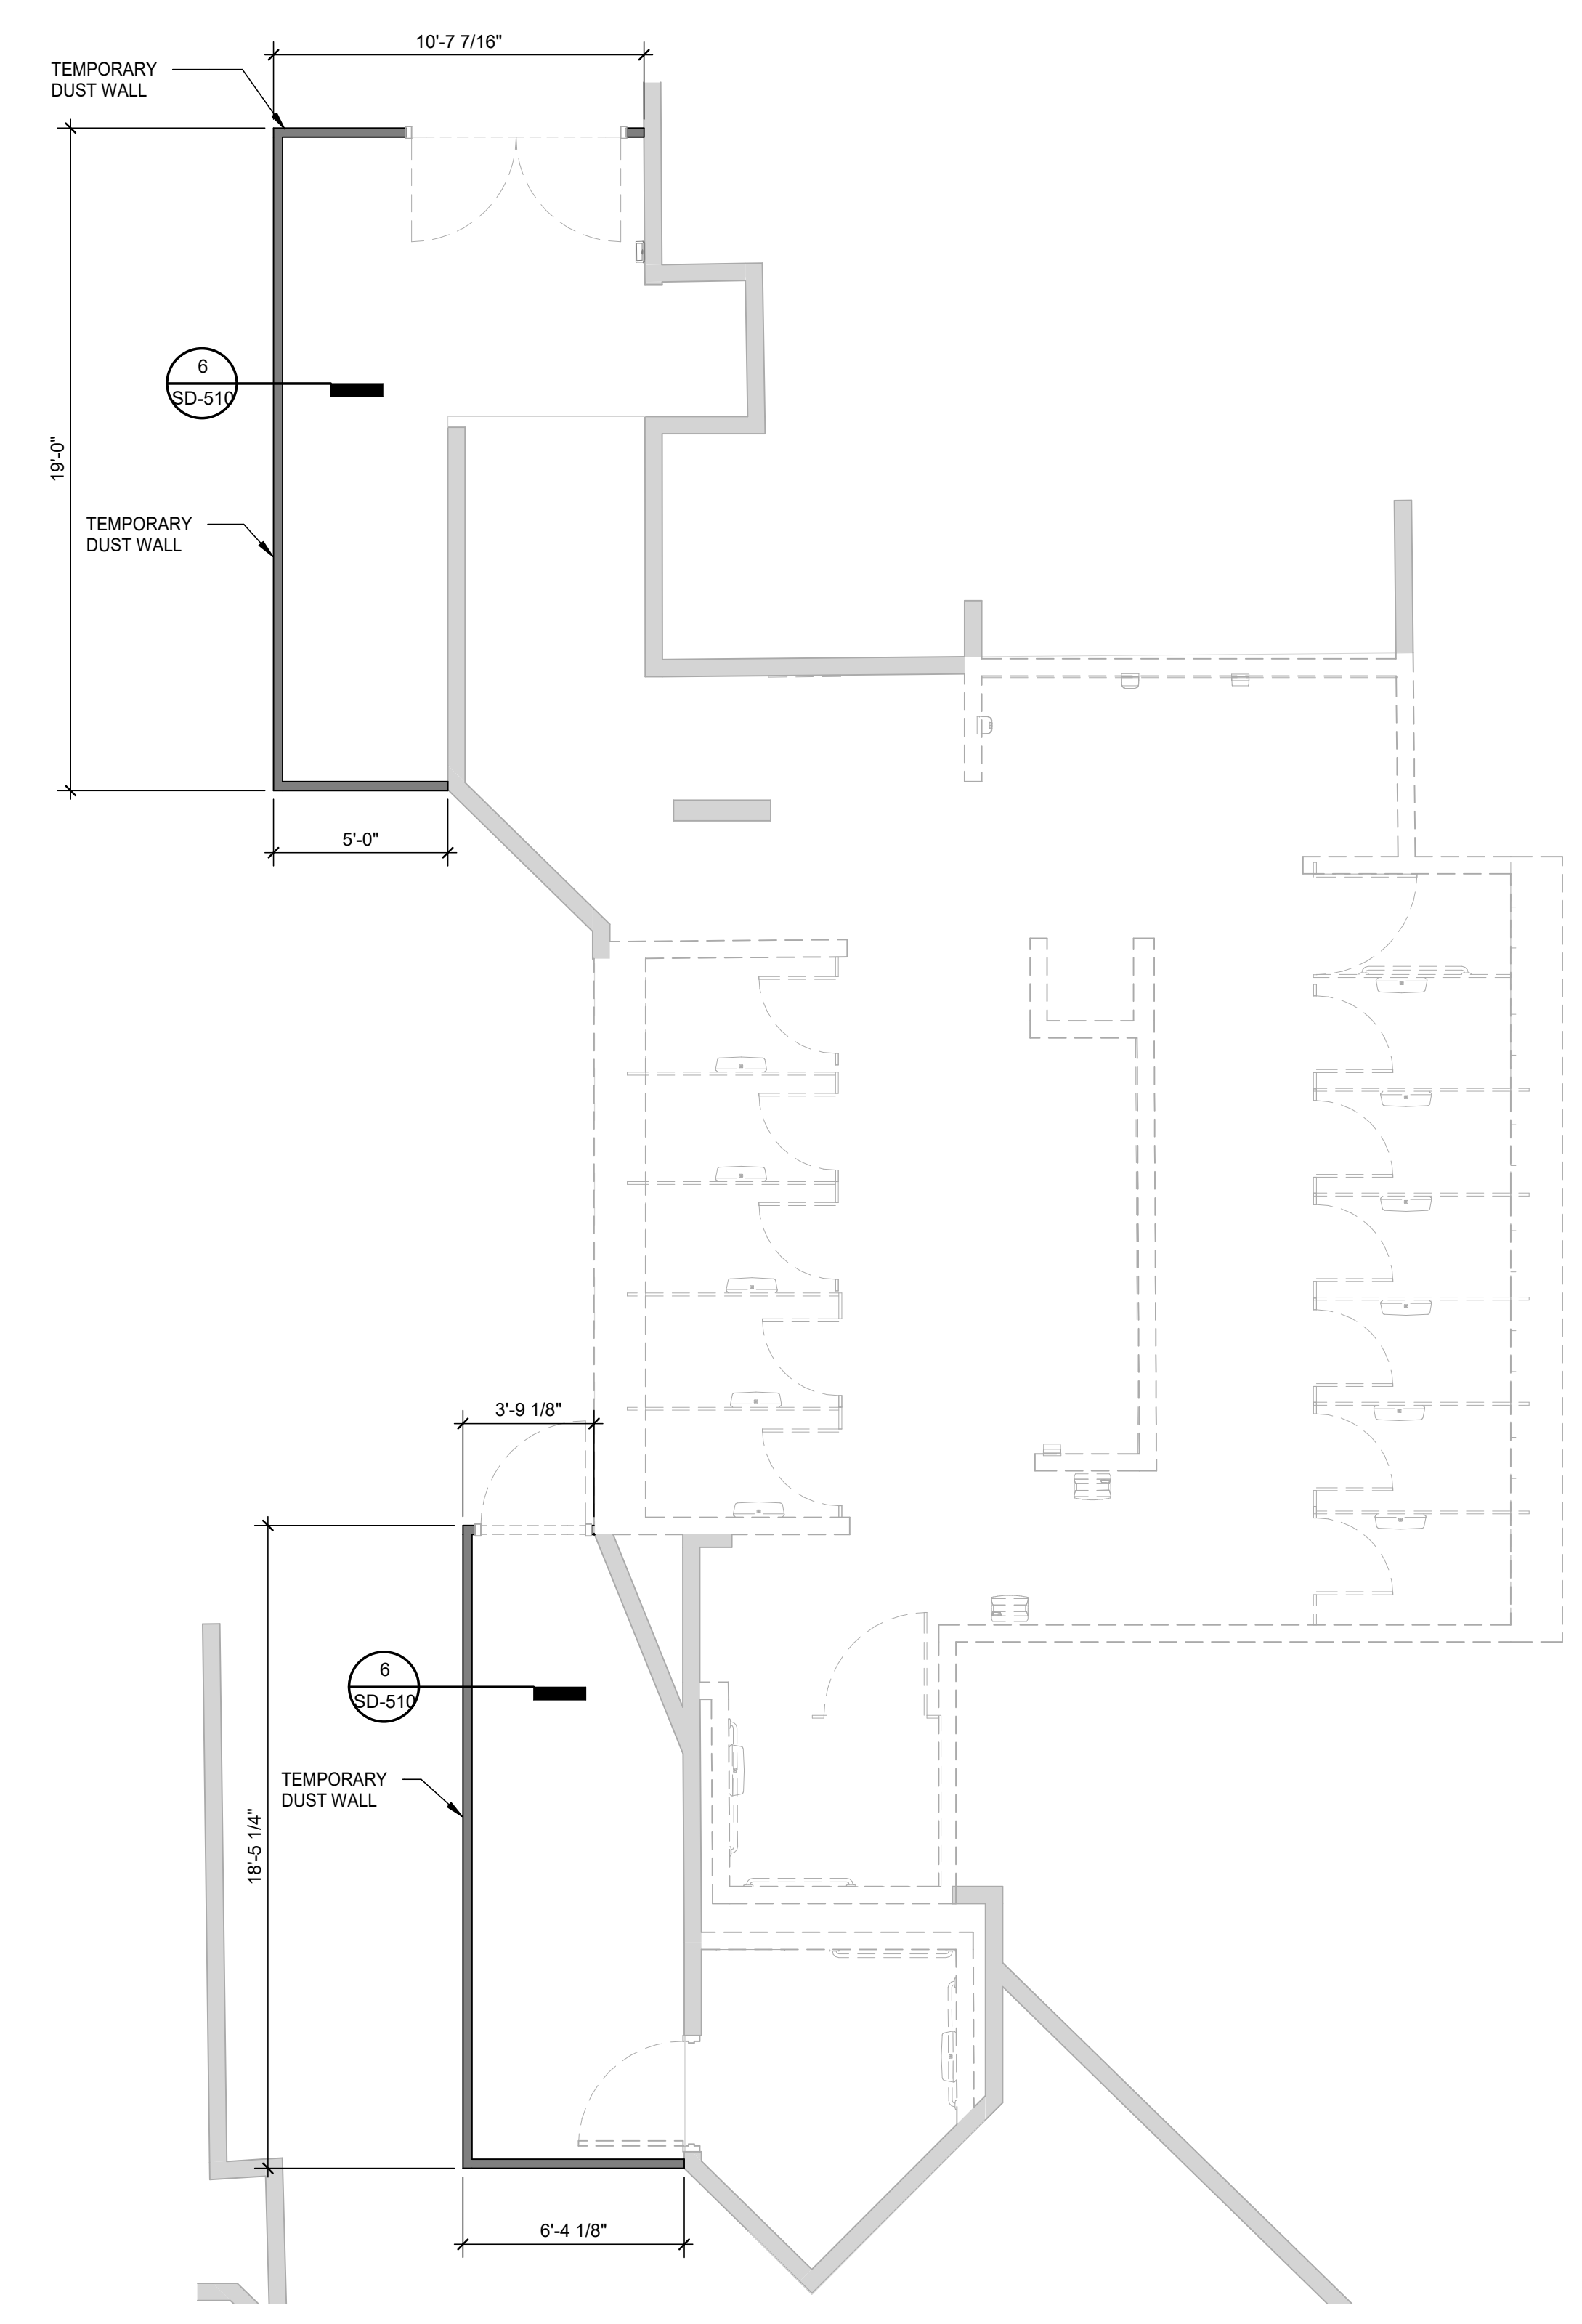 10'-7 7/16"
TEMPORARY
DUST WALL
6
SD-510
19'-0"
TEMPORARY
DUST WALL
5'-0"
3'-9 1/8"
6
SD-510
TEMPORARY
DUST WALL
18'-5 1/4"
6'-4 1/8"